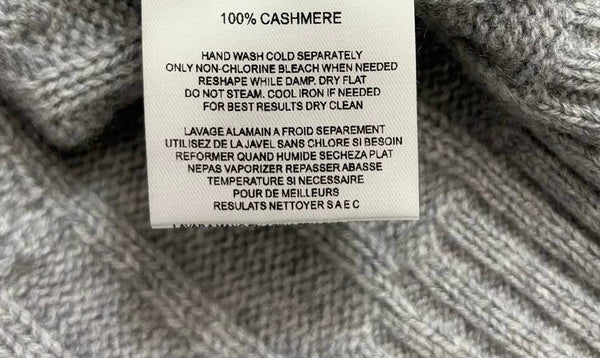 100% CASHMERE
HAND WASH COLD SEPARATELY
ONLY NON-CHLORINE BLEACH WHEN NEEDED
RESHAPE WHILE DAMP, DRY FLAT
DO NOT STEAM. COOL IRON IF NEEDED
FOR BEST RESULTS DRY CLEAN
LAVAGE ALAMAIN A FROID SEPAREMENT
UTILISEZ DE LA JAVEL SANS CHLORE SI BESOIN
REFORMER QUAND HUMIDE SECHEZA PLAT
NEPAS VAPORIZER REPASSER ABASSE
TEMPERATURE SI NECESSAIRE
POUR DE MEILLEURS
RESULATS NETTOYER S A E C